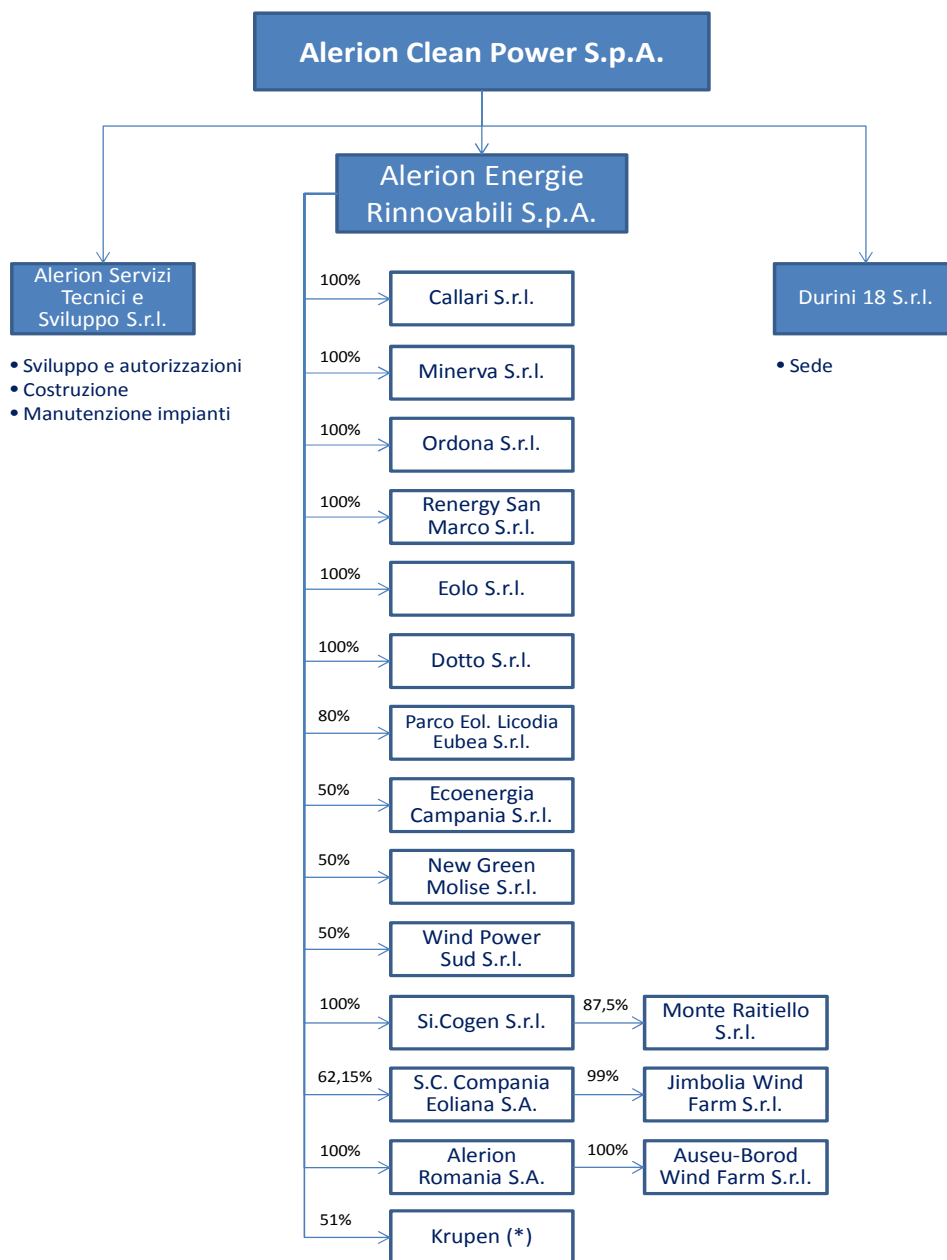 Alerion Clean Power S.p.A.
Alerion Energie
Rinnovabili S.p.A.
Alerion Servizi
Tecnici e
Sviluppo S.r.l.
• Sviluppo e autorizzazioni
• Costruzione
• Manutenzione impianti
Durini 18 S.r.l.
• Sede
100%
Callari S.r.l.
100%
Minerva S.r.l.
100%
Ordona S.r.l.
100%
Renergy San
Marco S.r.l.
100%
Eolo S.r.l.
100%
Dotto S.r.l.
80%
Parco Eol. Licodia
Eubea S.r.l.
50%
Ecoenergia
Campania S.r.l.
50%
New Green
Molise S.r.l.
50%
Wind Power
Sud S.r.l.
100%
Si.Cogen S.r.l.
87,5%
Monte Raitiello
S.r.l.
62,15%
S.C. Compania
Eoliana S.A.
99%
Jimbolia Wind
Farm S.r.l.
100%
Alerion
Romania S.A.
100%
Auseu-Borod
Wind Farm S.r.l.
51%
Krupen (*)